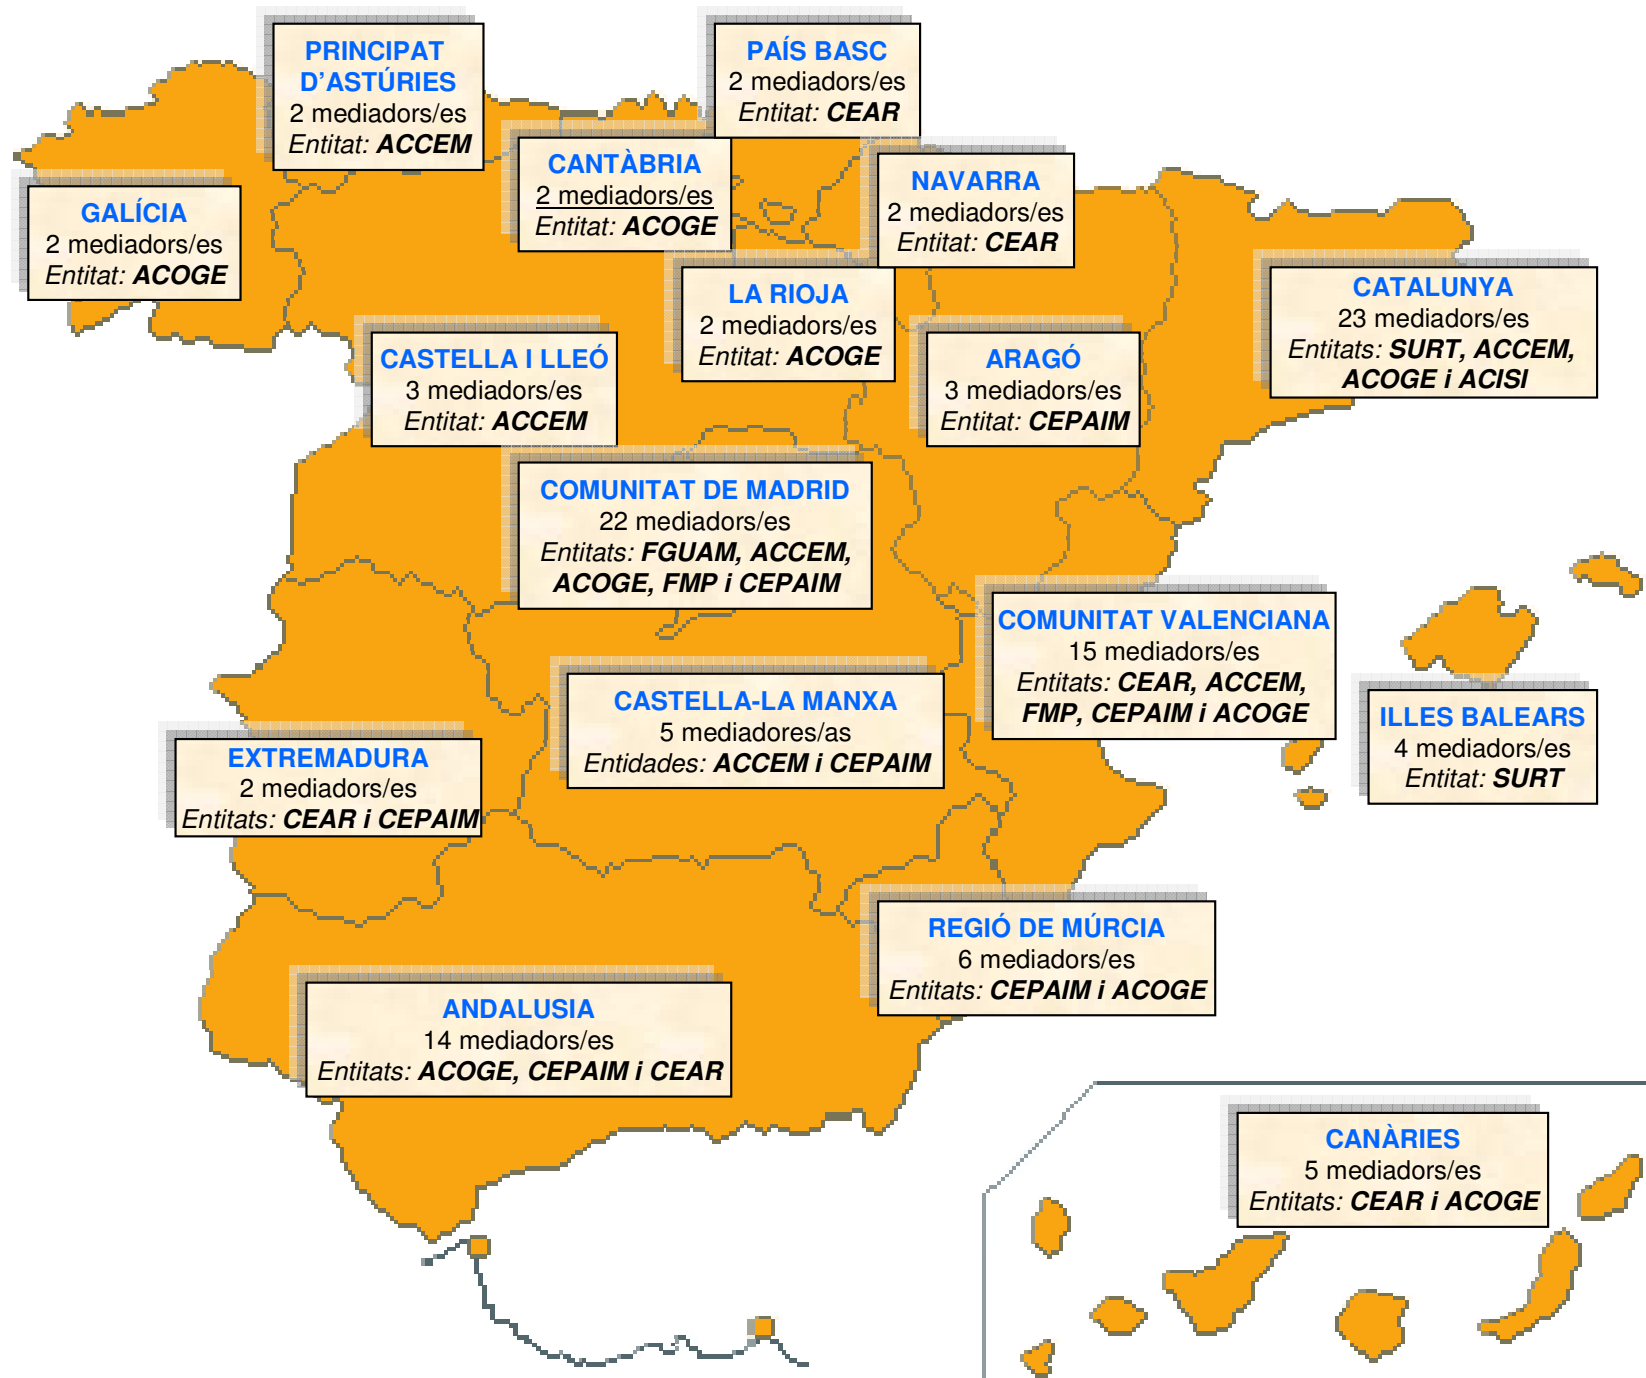 PRINCIPAT
D'ASTÚRIES
2 mediadors/es
Entitat: ACCEM
PAÍS BASC
2 mediadors/es
Entitat: CEAR
CANTÀBRIA
2 mediadors/es
Entitat: ACOGE
NAVARRA
2 mediadors/es
Entitat: CEAR
GALÍCIA
2 mediadors/es
Entitat: ACOGE
LA RIOJA
2 mediadors/es
Entitat: ACOGE
CATALUNYA
23 mediadors/es
Entitats: SURT, ACCEM,
ACOGE i ACISI
CASTELLA I LLEÓ
3 mediadors/es
Entitat: ACCEM
ARAGÓ
3 mediadors/es
Entitat: CEPAIM
COMUNITAT DE MADRID
22 mediadors/es
Entitats: FGUAM, ACCEM,
ACOGE, FMP i CEPAIM
COMUNITAT VALENCIANA
15 mediadors/es
Entitats: CEAR, ACCEM,
FMP, CEPAIM i ACOGE
CASTELLA-LA MANXA
5 mediadores/as
Entidades: ACCEM i CEPAIM
ILLES BALEARS
4 mediadors/es
Entitat: SURT
EXTREMADURA
2 mediadors/es
Entitats: CEAR i CEPAIM
REGIÓ DE MÚRCIA
6 mediadors/es
Entitats: CEPAIM i ACOGE
ANDALUSIA
14 mediadors/es
Entitats: ACOGE, CEPAIM i CEAR
CANÀRIES
5 mediadors/es
Entitats: CEAR i ACOGE